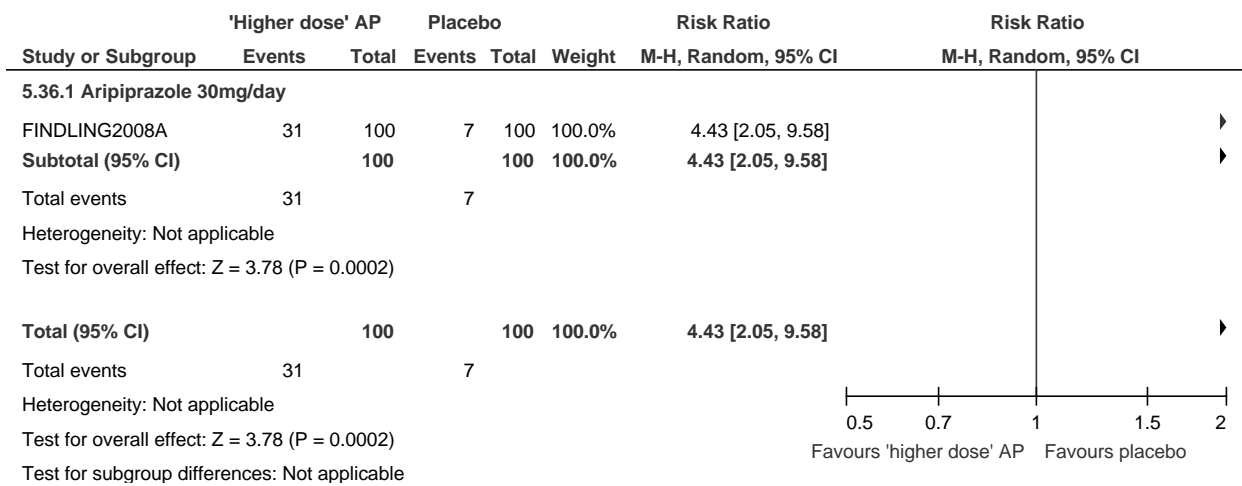 'Higher dose' AP Placebo Risk Ratio Risk Ratio
Study or Subgroup Events Total Events Total Weight M-H, Random, 95% CI M-H, Random, 95% CI
5.36.1 Aripiprazole 30mg/day
FINDLING2008A 31 100 7 100 100.0% 4.43 [2.05, 9.58]
Subtotal (95% CI) 100 100 100.0% 4.43 [2.05, 9.58]
Total events 31 7
Heterogeneity: Not applicable
Test for overall effect: Z = 3.78 (P = 0.0002)
Total (95% CI) 100 100 100.0% 4.43 [2.05, 9.58]
Total events 31 7
Heterogeneity: Not applicable
Test for overall effect: Z = 3.78 (P = 0.0002)
Test for subgroup differences: Not applicable
0.5 0.7 1 1.5 2
Favours 'higher dose' AP Favours placebo